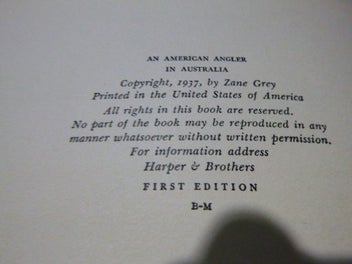 AN AMERICAN ANGLER
IN AUSTRALIA
Copyright, 1937, by Zane Grey
Printed in the United States of America
All rights in this book are reserved.
No part of the book may be reproduced in any
manner whatsoever without written permission.
For information address
Harper & Brothers
FIRST EDITION
B-M